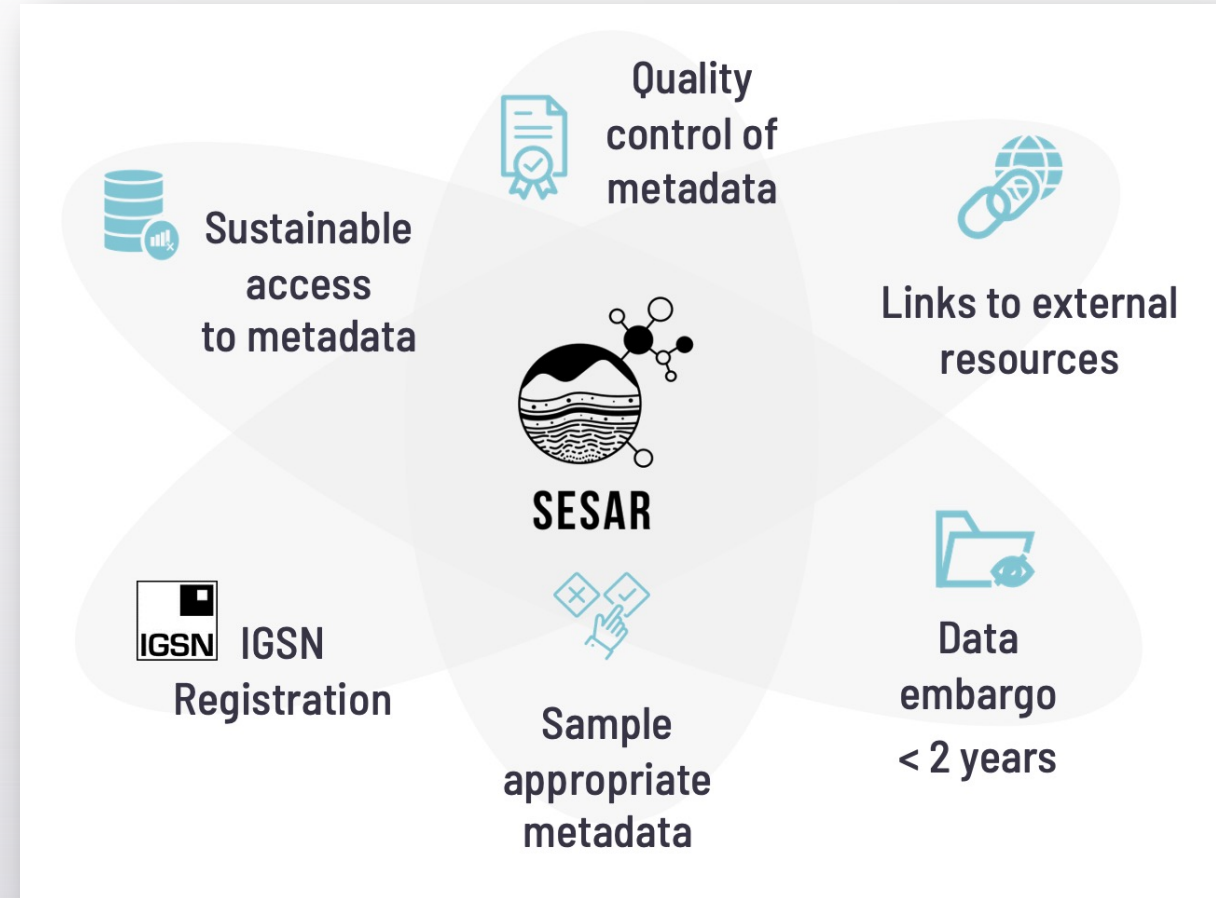 Quality
control of
metadata
Sustainable
access
to metadata
Links to external
resources
SESAR
IGSN
IGSN
Registration
Sample
appropriate
metadata
Data
embargo
< 2 years